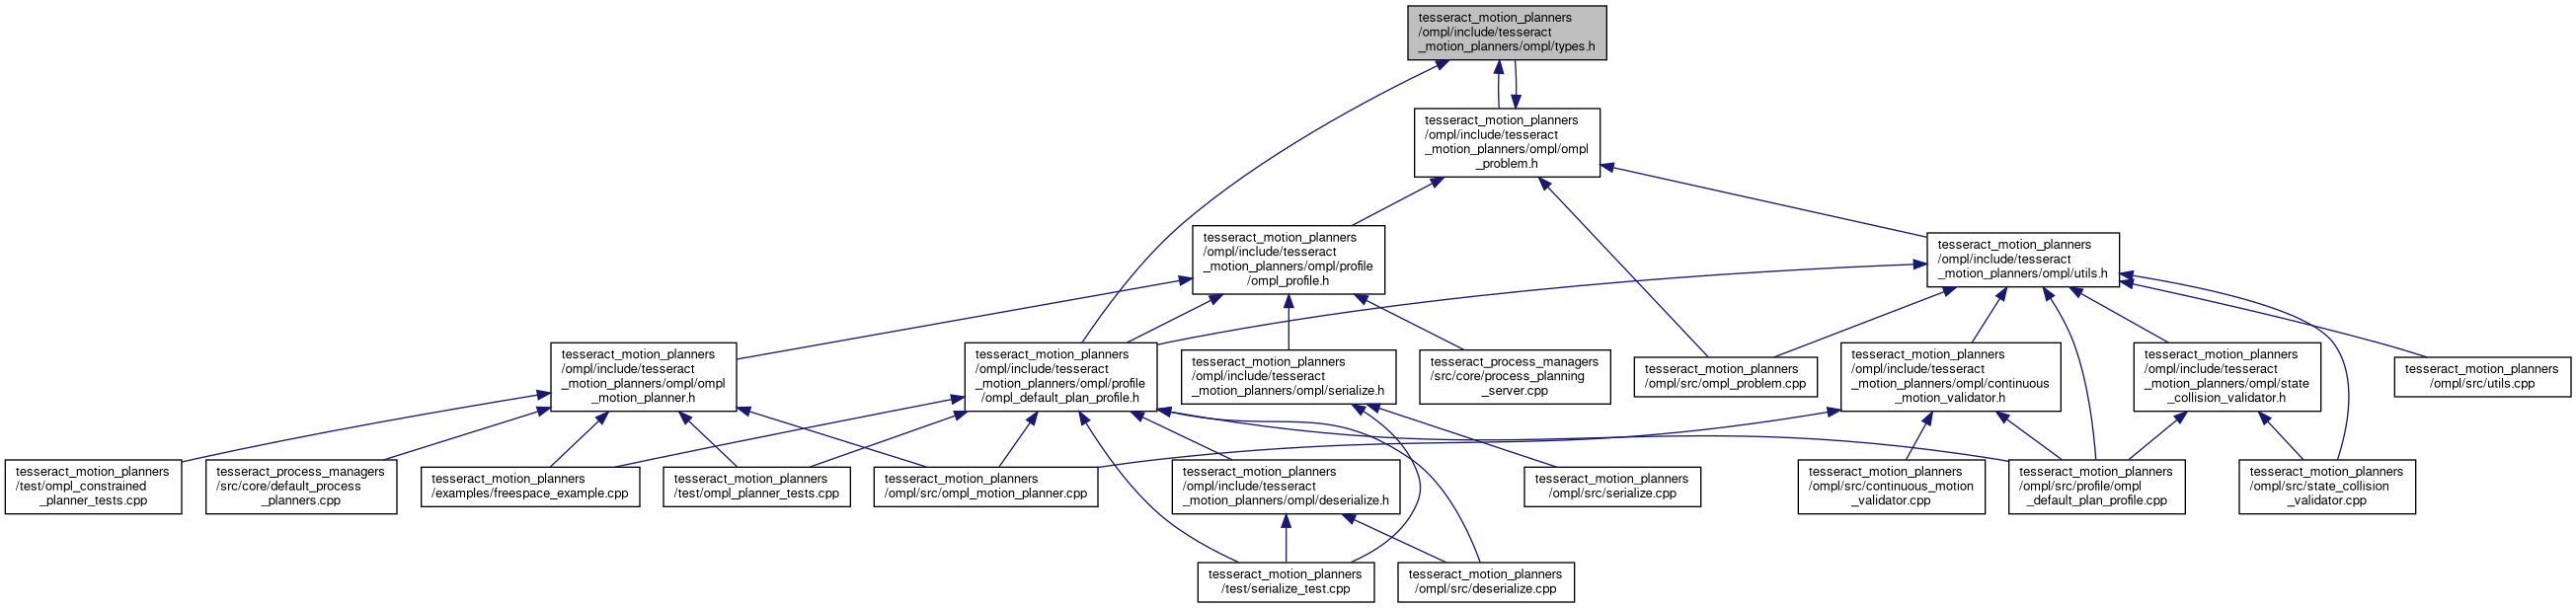 tesseract_motion_planners
/ompl/include/tesseract
_motion_planners/ompl/types.h
tesseract_motion_planners
/ompl/include/tesseract
_motion_planners/ompl/ompl
_problem.h
tesseract_motion_planners
/ompl/include/tesseract
_motion_planners/ompl/profile
/ompl_profile.h
tesseract_motion_planners
/ompl/include/tesseract
_motion_planners/ompl/utils.h
tesseract_motion_planners
/ompl/include/tesseract
_motion_planners/ompl/ompl
_motion_planner.h
tesseract_motion_planners
/ompl/include/tesseract
_motion_planners/ompl/profile
/ompl_default_plan_profile.h
tesseract_motion_planners
/ompl/include/tesseract
_motion_planners/ompl/serialize.h
tesseract_process_managers
/src/core/process_planning
_server.cpp
tesseract_motion_planners
/ompl/src/ompl_problem.cpp
tesseract_motion_planners
/ompl/include/tesseract
_motion_planners/ompl/continuous
_motion_validator.h
tesseract_motion_planners
/ompl/include/tesseract
_motion_planners/ompl/state
_collision_validator.h
tesseract_motion_planners
/ompl/src/utils.cpp
tesseract_motion_planners
/test/ompl_constrained
_planner_tests.cpp
tesseract_process_managers
/src/core/default_process
_planners.cpp
tesseract_motion_planners
/examples/freespace_example.cpp
tesseract_motion_planners
/test/ompl_planner_tests.cpp
tesseract_motion_planners
/ompl/src/ompl_motion_planner.cpp
tesseract_motion_planners
/ompl/include/tesseract
_motion_planners/ompl/deserialize.h
tesseract_motion_planners
/ompl/src/serialize.cpp
tesseract_motion_planners
/ompl/src/continuous_motion
_validator.cpp
tesseract_motion_planners
/ompl/src/profile/ompl
_default_plan_profile.cpp
tesseract_motion_planners
/ompl/src/state_collision
_validator.cpp
tesseract_motion_planners
/test/serialize_test.cpp
tesseract_motion_planners
/ompl/src/deserialize.cpp